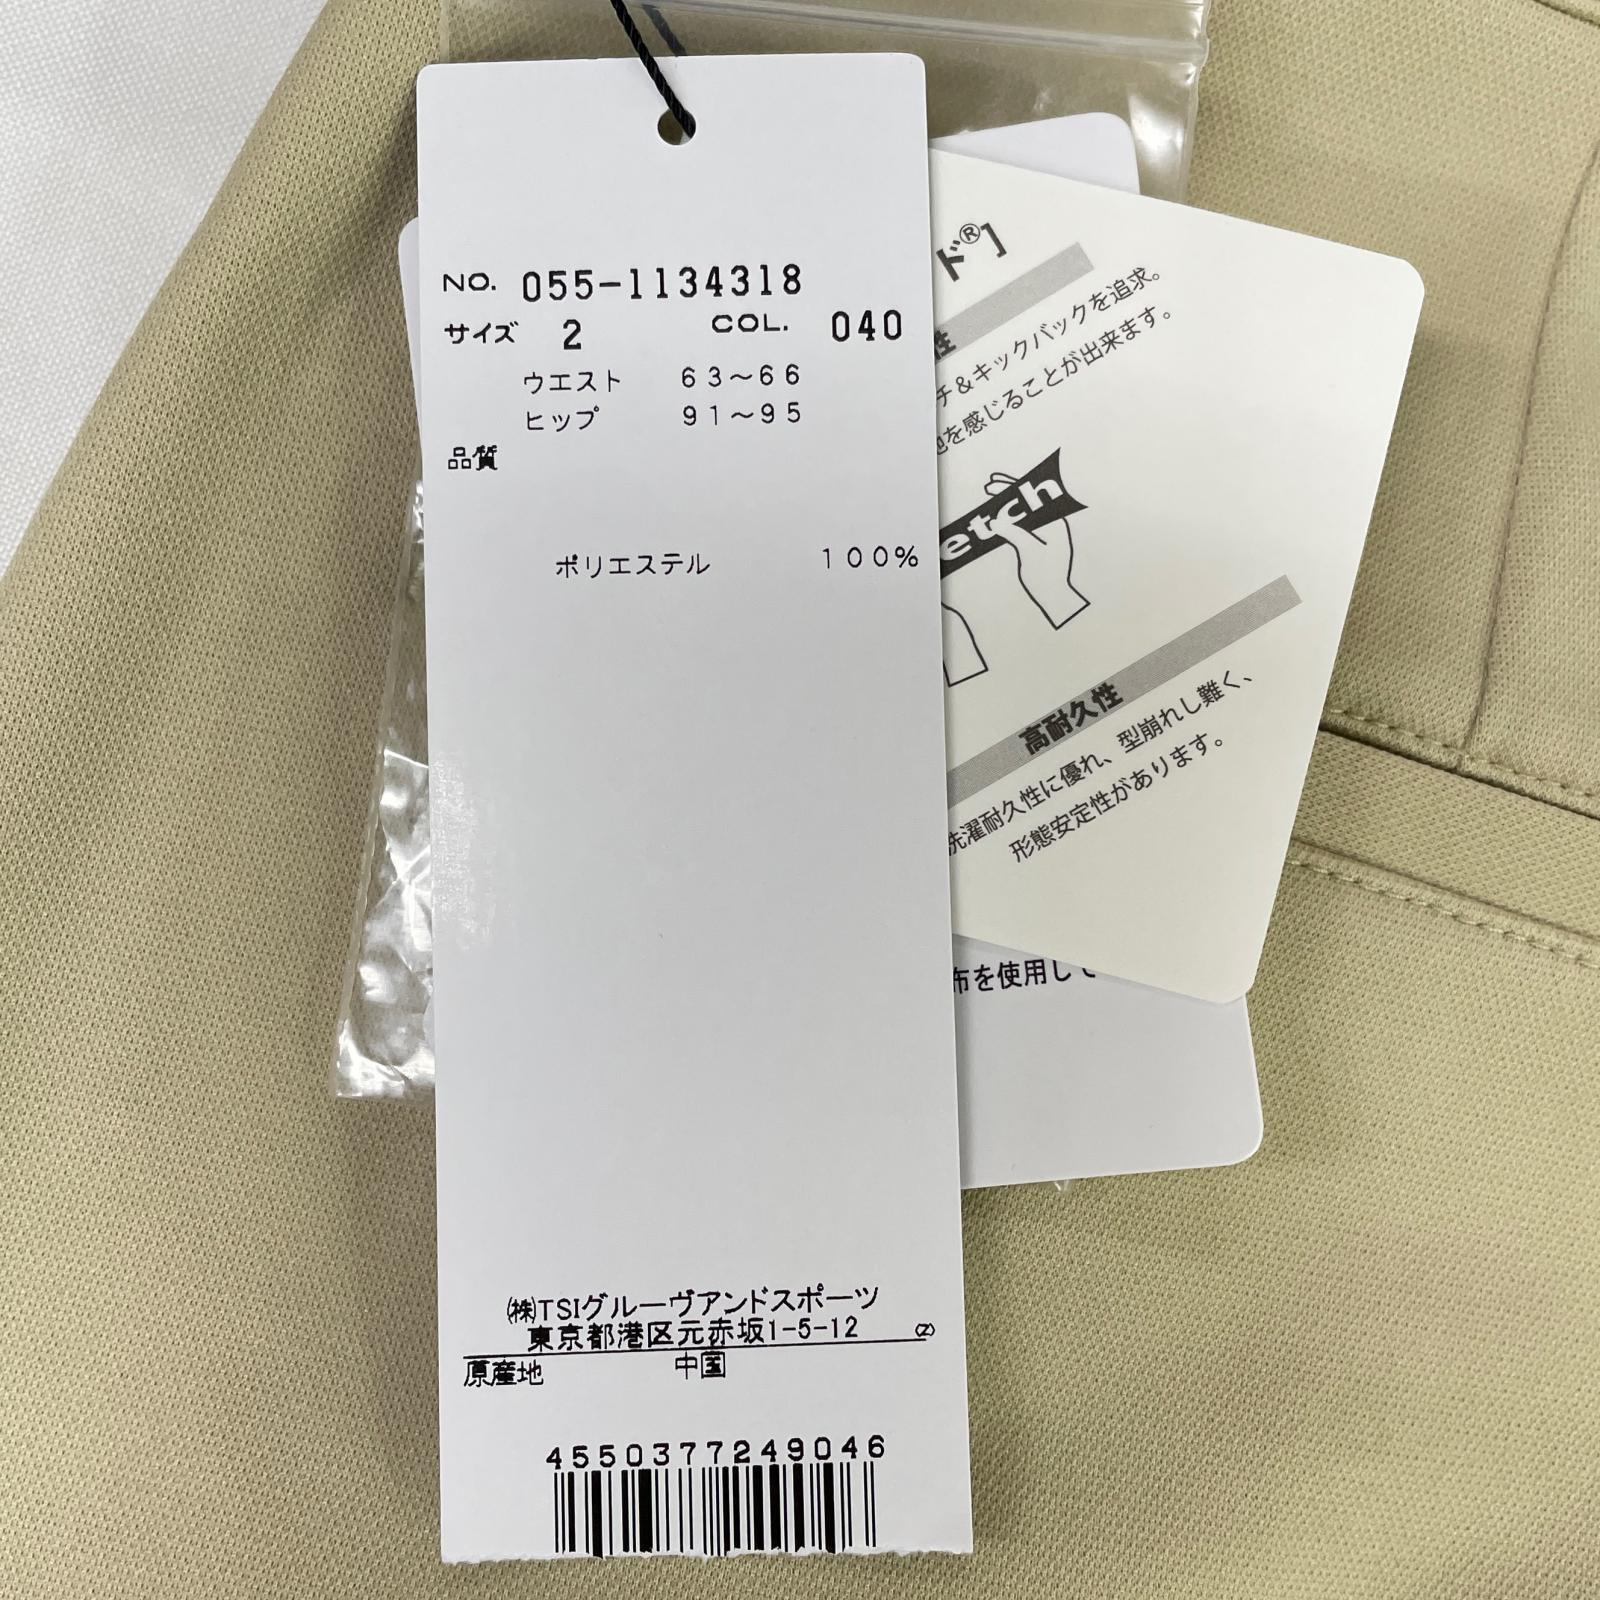 NO. 055-1134318
サイズ 2 COL. 040
ウエスト 63〜66
ヒップ 91〜95
品質
ポリエステル 100%
㈱TSIグルーヴアンドスポーツ
東京都港区元赤坂1-5-12 (Z)
原産地 中国
4550377249046
ド®]
性
チ&キックバックを追求。
地を感じることが出来ます。
etch
高耐久性
洗濯耐久性に優れ、型崩れし難く、
形態安定性があります。
布を使用して